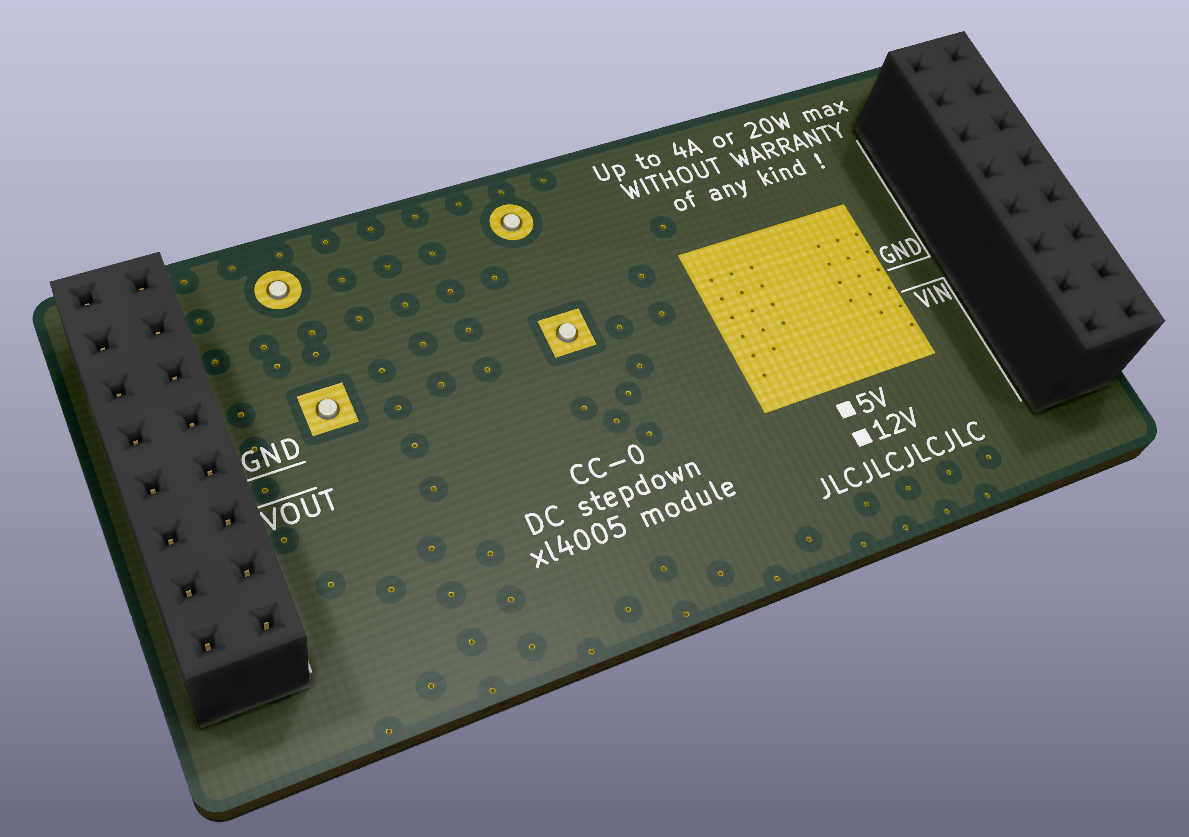 Up to 4A or 20W max
WITHOUT WARRANTY
of any kind !
GND
VIN
5V
12V
JLCJLCJLCJLC
GND
VOUT
CC-0
DC stepdown
xl4005 module